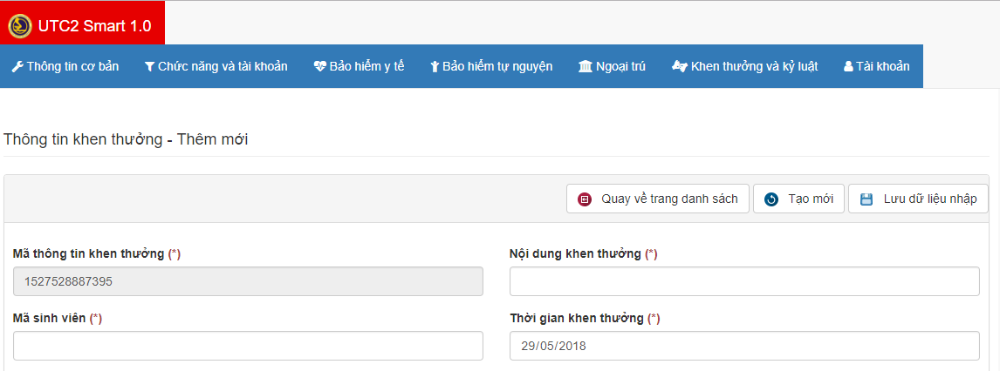 UTC2 Smart 1.0
Thông tin cơ bản Chức năng và tài khoản Bảo hiểm y tế Bảo hiểm tự nguyện Ngoại trú Khen thưởng và kỷ luật Tài khoản
Thông tin khen thưởng - Thêm mới
Quay về trang danh sách Tạo mới Lưu dữ liệu nhập
Mã thông tin khen thưởng (*) Nội dung khen thưởng (*)
1527528887395
Mã sinh viên (*) Thời gian khen thưởng (*)
29/05/2018